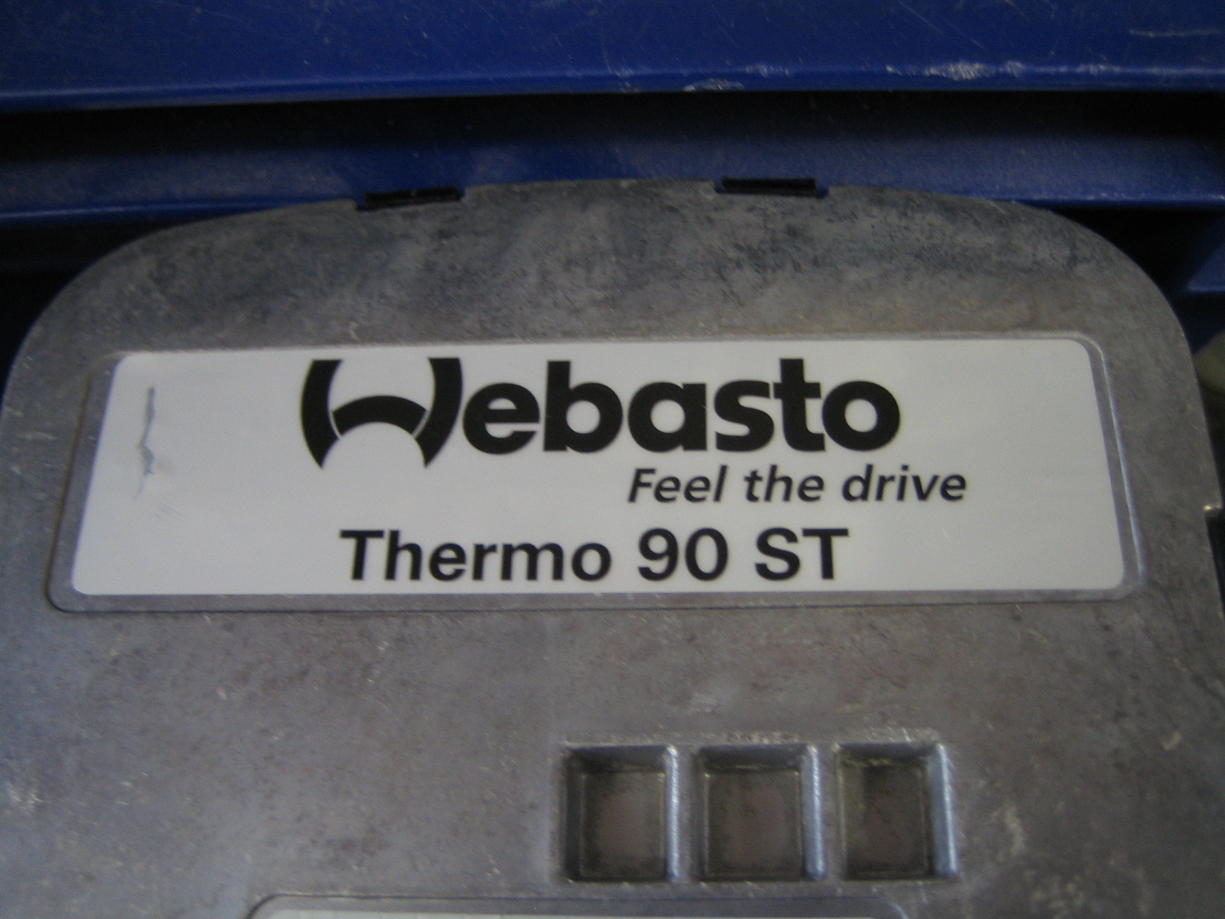 Webasto
Feel the drive
Thermo 90 ST